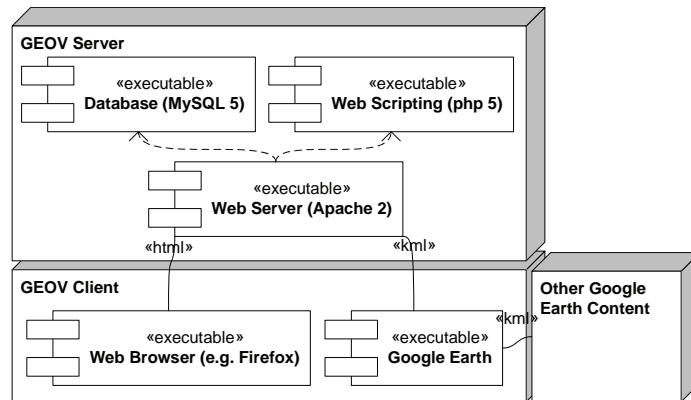 GEOV Server
«executable»
Database (MySQL 5)
«executable»
Web Scripting (php 5)
«executable»
Web Server (Apache 2)
«html»
«kml»
GEOV Client
«executable»
Web Browser (e.g. Firefox)
«executable»
Google Earth
«kml»
Other Google
Earth Content